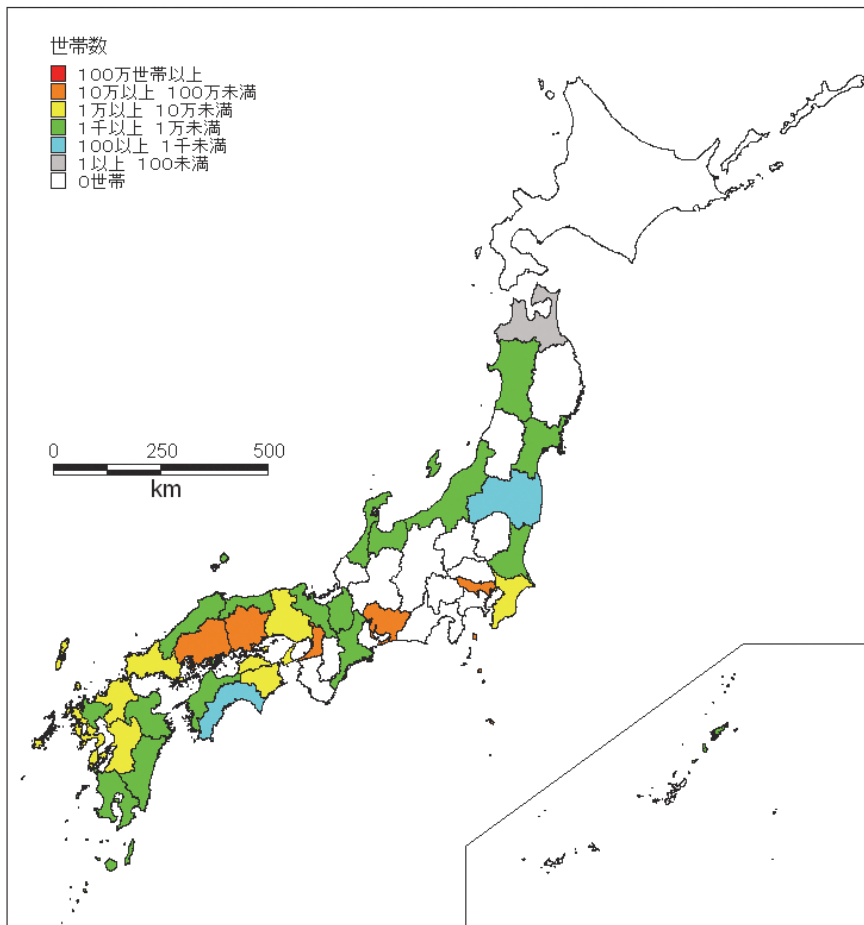 世帯数
100万世帯以上
10万以上 100万未満
1万以上 10万未満
1千以上 1万未満
100以上 1千未満
1以上 100未満
0世帯
0 250 500
km